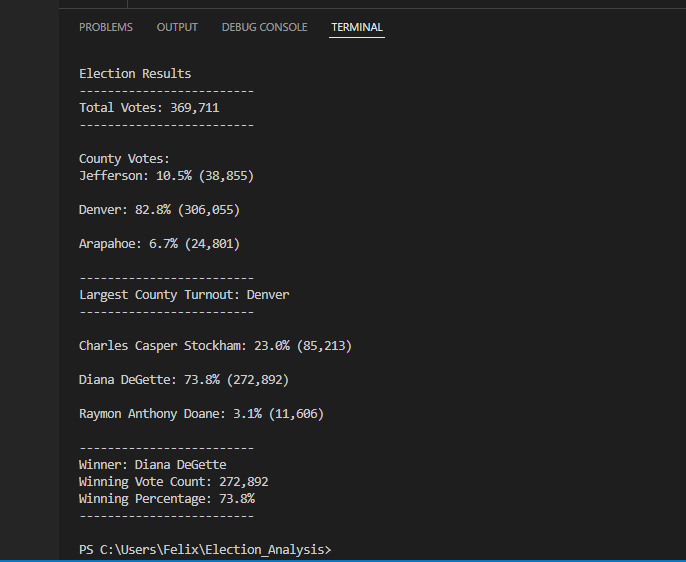 PROBLEMS OUTPUT DEBUG CONSOLE TERMINAL
Election Results
-------------------------
Total Votes: 369,711
-------------------------
County Votes:
Jefferson: 10.5% (38,855)
Denver: 82.8% (306,055)
Arapahoe: 6.7% (24,801)
-------------------------
Largest County Turnout: Denver
-------------------------
Charles Casper Stockham: 23.0% (85,213)
Diana DeGette: 73.8% (272,892)
Raymon Anthony Doane: 3.1% (11,606)
-------------------------
Winner: Diana DeGette
Winning Vote Count: 272,892
Winning Percentage: 73.8%
-------------------------
PS C:\Users\Felix\Election_Analysis>